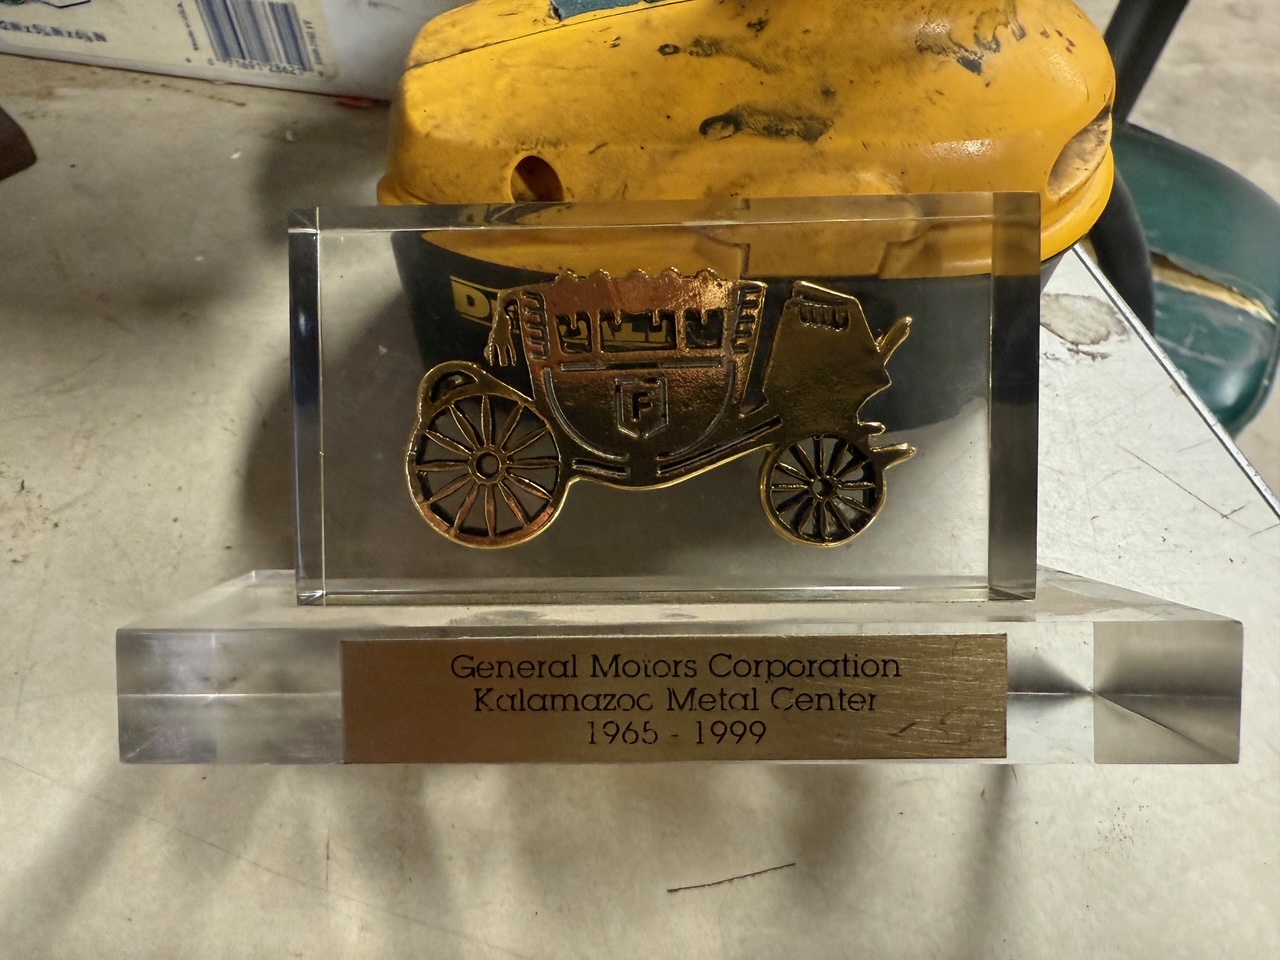 D
F
General Motors Corporation
Kalamazoo Metal Center
1965 - 1999